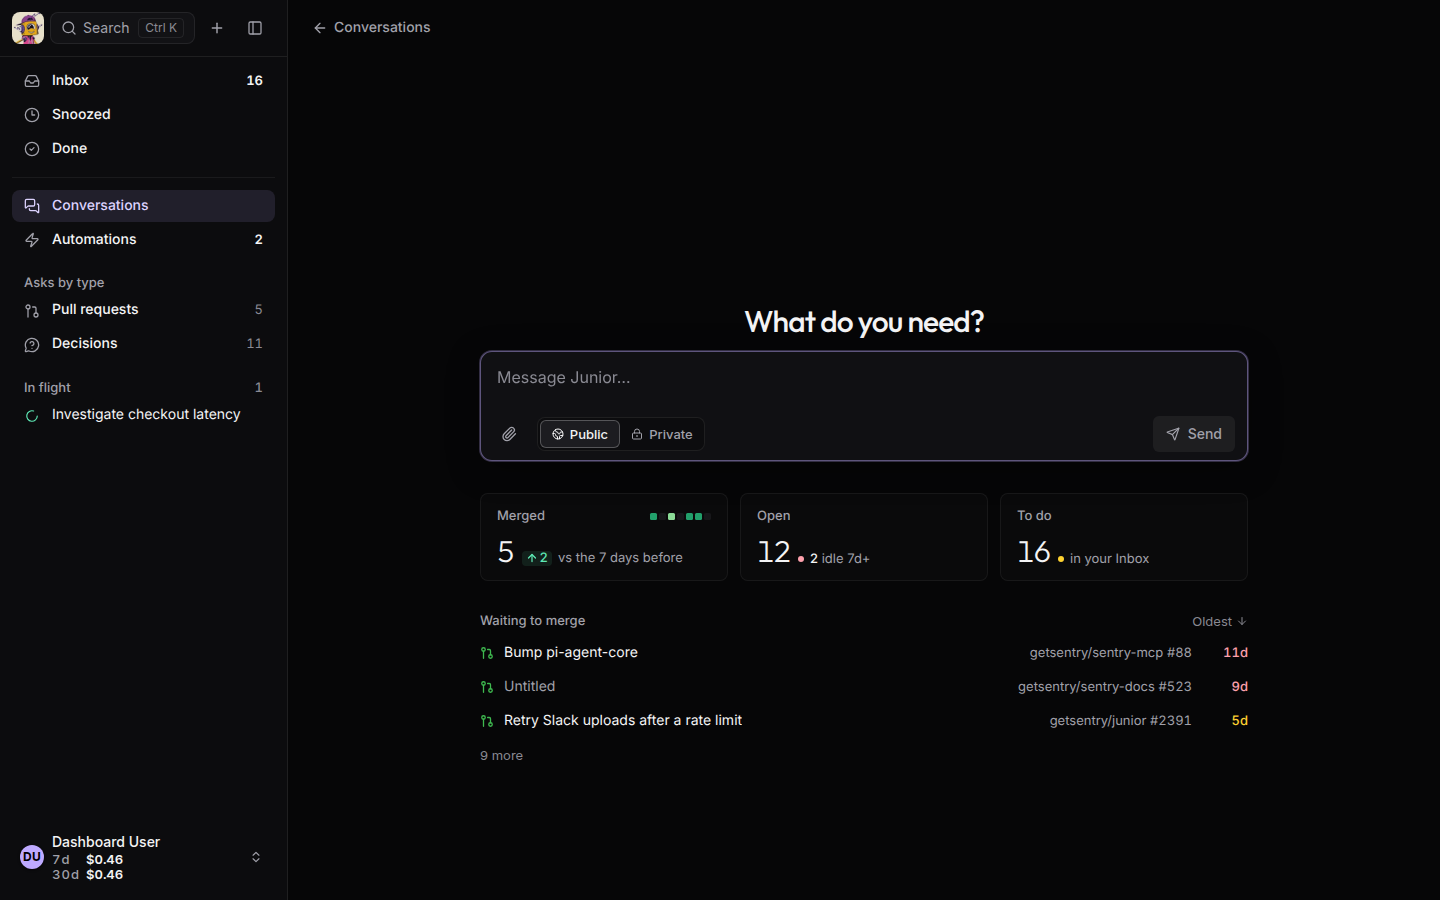 Search Ctrl K
Inbox 16
Snoozed
Done
Conversations
Automations 2
Asks by type
Pull requests 5
Decisions 11
In flight 1
Investigate checkout latency
DU
Dashboard User
7d $0.46
30d $0.46
Conversations
What do you need?
Message Junior...
Public Private Send
Merged
5 2 vs the 7 days before
Open
12 2 idle 7d+
To do
16 in your Inbox
Waiting to merge Oldest
Bump pi-agent-core getsentry/sentry-mcp #88 11d
Untitled getsentry/sentry-docs #523 9d
Retry Slack uploads after a rate limit getsentry/junior #2391 5d
9 more